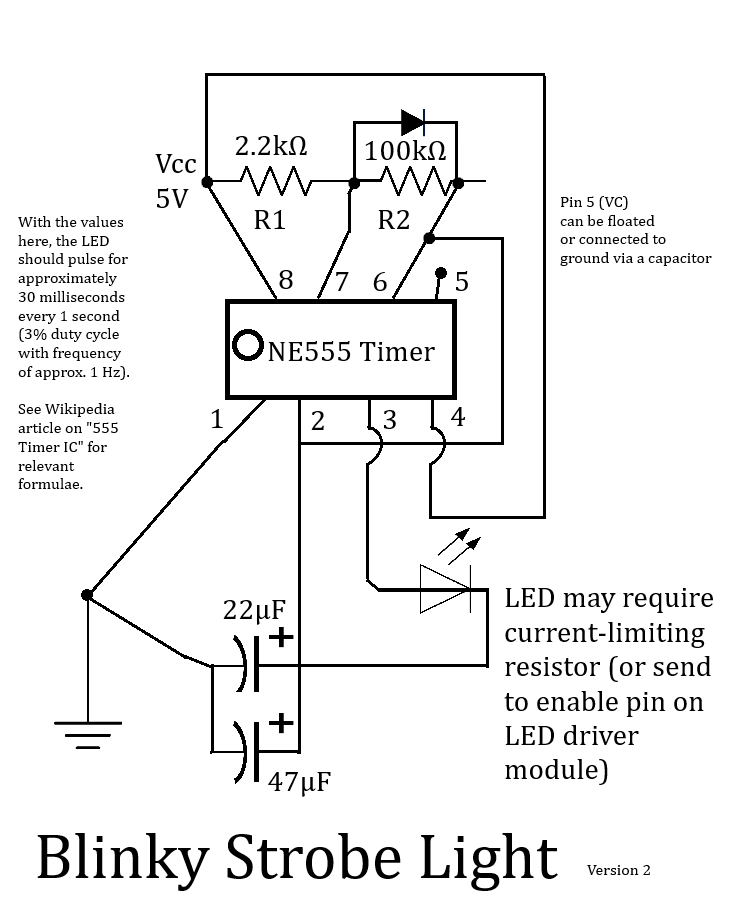 2.2kΩ
100kΩ
Vcc
5V
R1
R2
Pin 5 (VC)
can be floated
or connected to
ground via a capacitor
With the values
here, the LED
should pulse for
approximately
30 milliseconds
every 1 second
(3% duty cycle
with frequency
of approx. 1 Hz).
See Wikipedia
article on "555
Timer IC" for
relevant
formulae.
8
7
6
5
NE555 Timer
1
2
3
4
22µF
+
+
47µF
LED may require
current-limiting
resistor (or send
to enable pin on
LED driver
module)
Blinky Strobe Light
Version 2